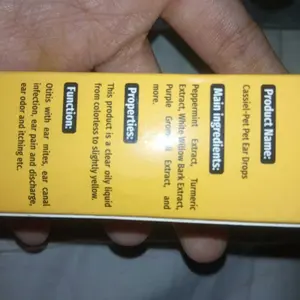 Product Name:
Cassiel-Pet Pet Ear Drops
Main ingredients:
Peppermint Extract, Turmeric
Extract, White Willow Bark Extract,
Purple Extract, and
more.
Properties:
This product is a clear oily liquid
from colorless to slightly yellow.
Function:
Otitis with ear mites, ear canal
infection, ear pain and discharge,
ear odor and itching etc.